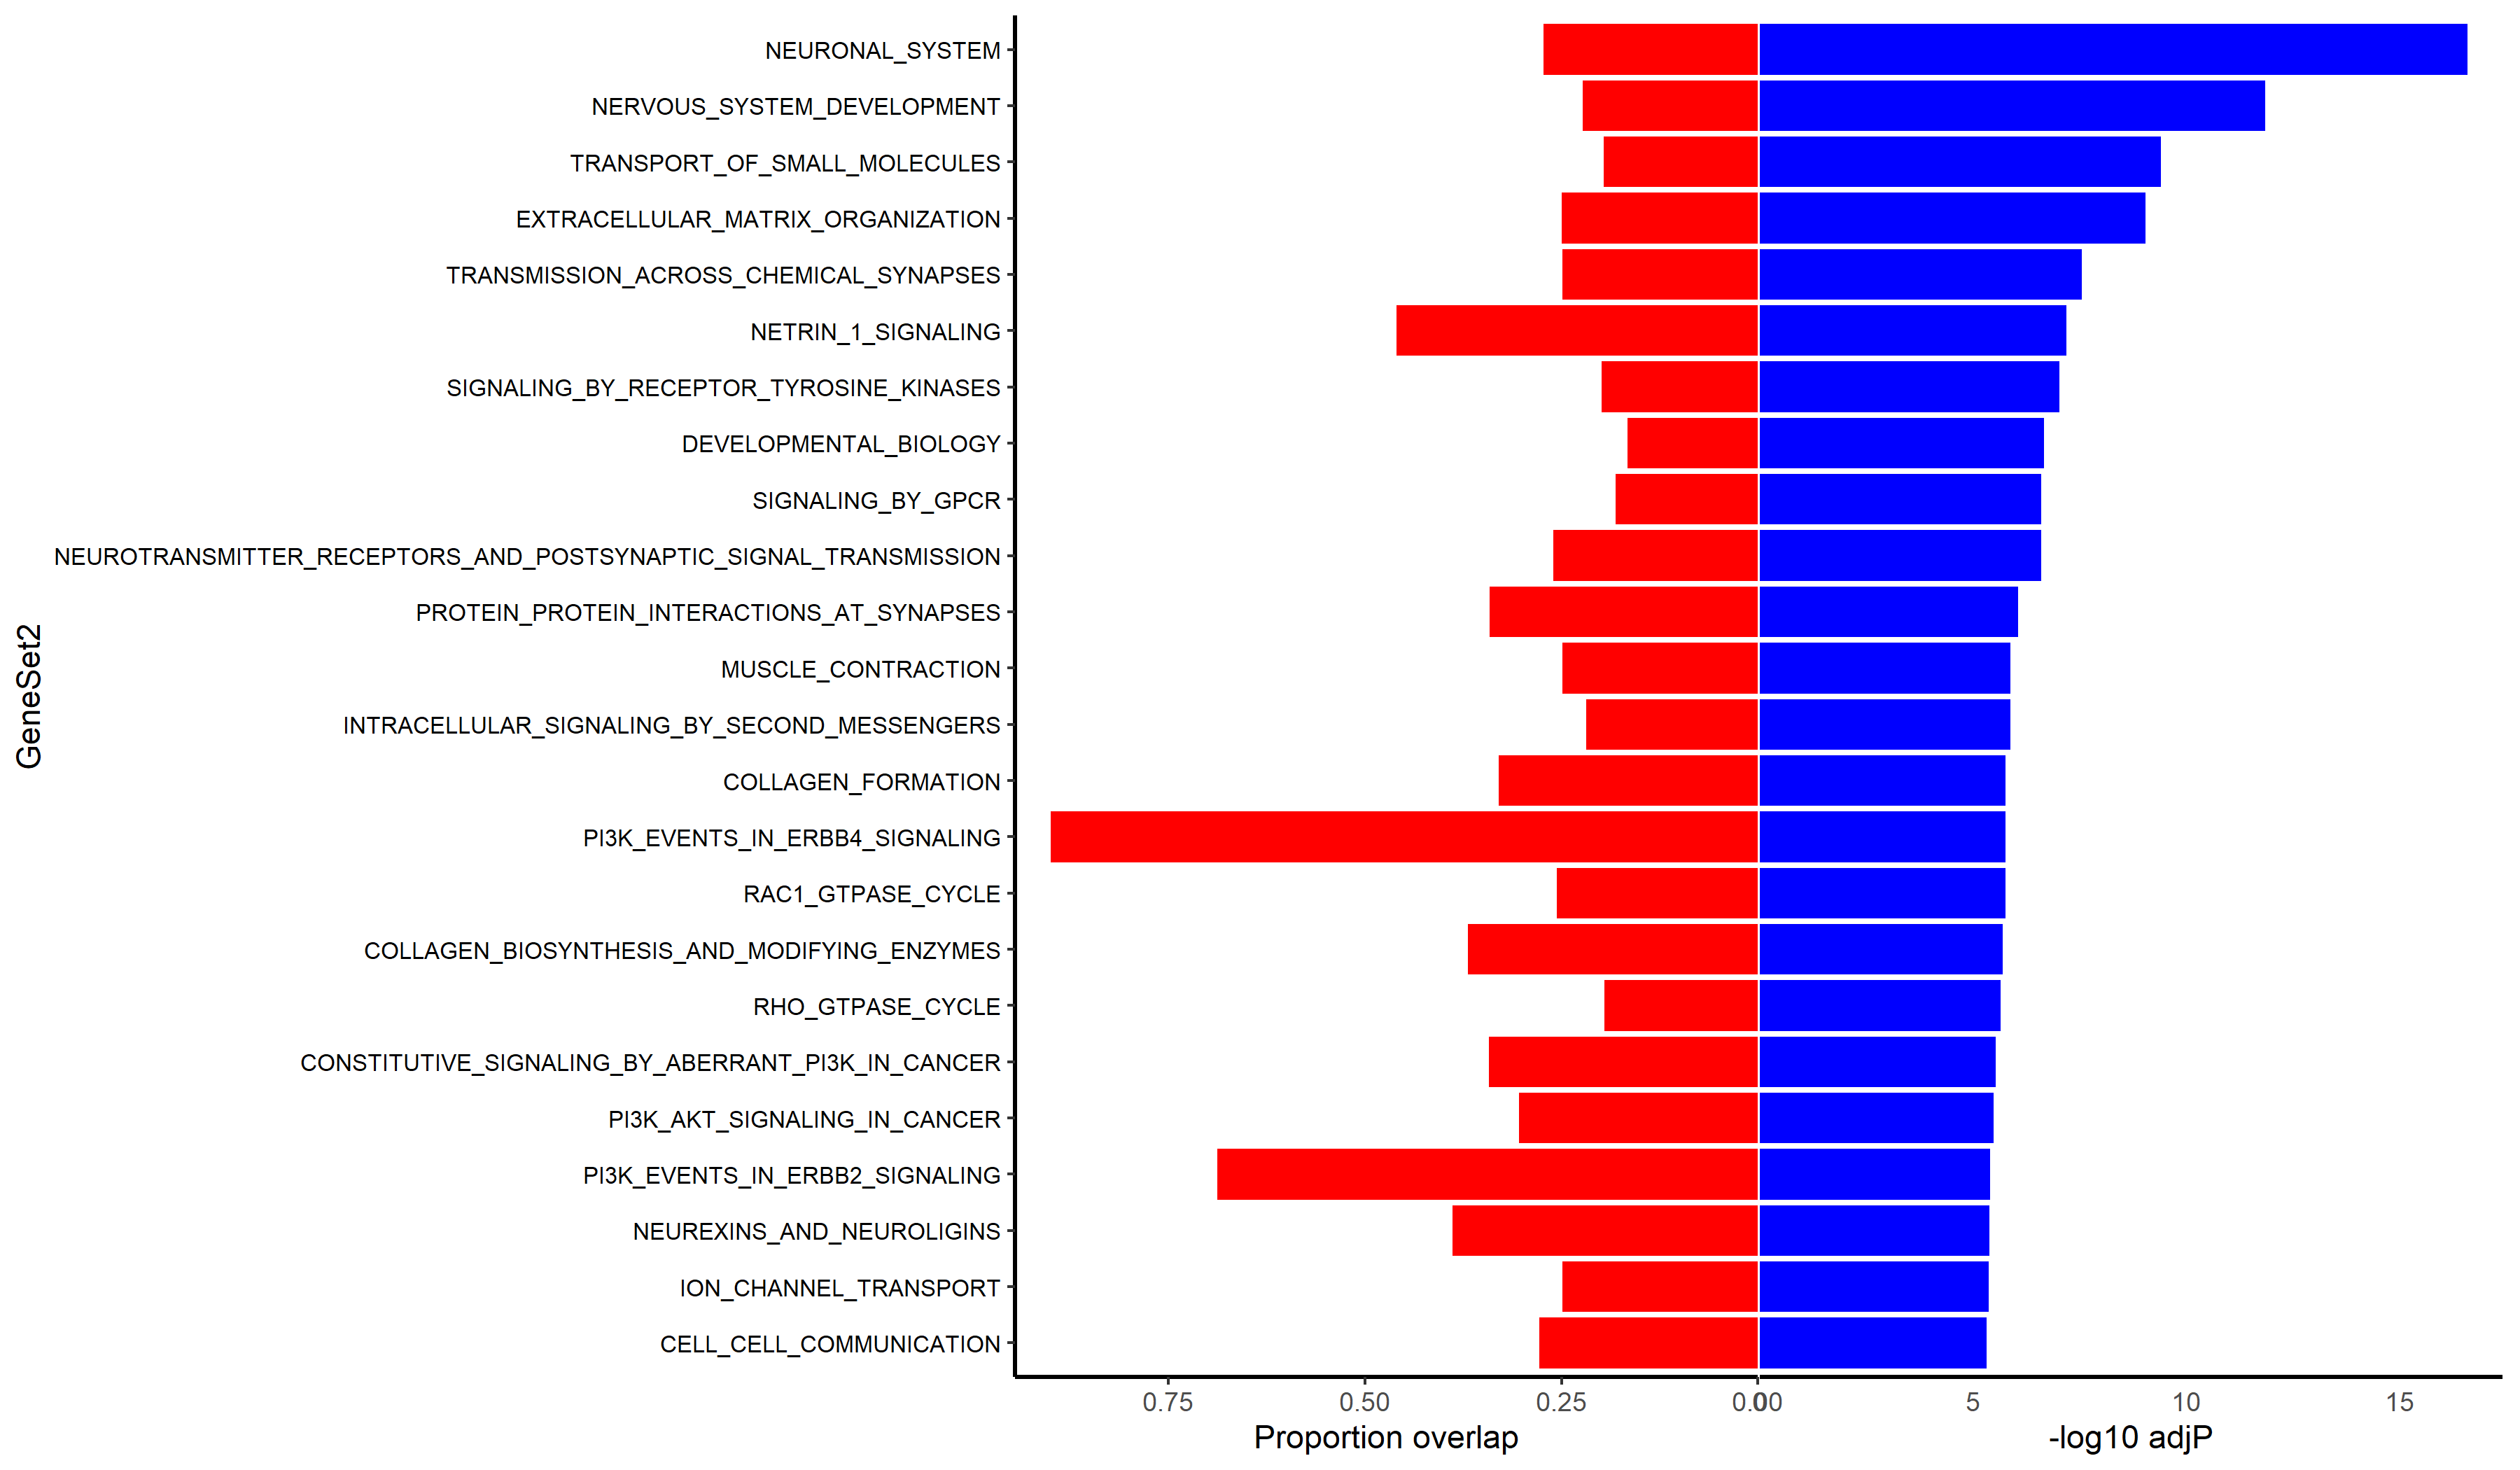 NEURONAL_SYSTEM
NERVOUS_SYSTEM_DEVELOPMENT
TRANSPORT_OF_SMALL_MOLECULES
EXTRACELLULAR_MATRIX_ORGANIZATION
TRANSMISSION_ACROSS_CHEMICAL_SYNAPSES
NETRIN_1_SIGNALING
SIGNALING_BY_RECEPTOR_TYROSINE_KINASES
DEVELOPMENTAL_BIOLOGY
SIGNALING_BY_GPCR
NEUROTRANSMITTER_RECEPTORS_AND_POSTSYNAPTIC_SIGNAL_TRANSMISSION
PROTEIN_PROTEIN_INTERACTIONS_AT_SYNAPSES
MUSCLE_CONTRACTION
INTRACELLULAR_SIGNALING_BY_SECOND_MESSENGERS
COLLAGEN_FORMATION
PI3K_EVENTS_IN_ERBB4_SIGNALING
RAC1_GTPASE_CYCLE
COLLAGEN_BIOSYNTHESIS_AND_MODIFYING_ENZYMES
RHO_GTPASE_CYCLE
CONSTITUTIVE_SIGNALING_BY_ABERRANT_PI3K_IN_CANCER
PI3K_AKT_SIGNALING_IN_CANCER
PI3K_EVENTS_IN_ERBB2_SIGNALING
NEUREXINS_AND_NEUROLIGINS
ION_CHANNEL_TRANSPORT
CELL_CELL_COMMUNICATION
GeneSet2
0.75 0.50 0.25 0.00 0 5 10 15
Proportion overlap -log10 adjP